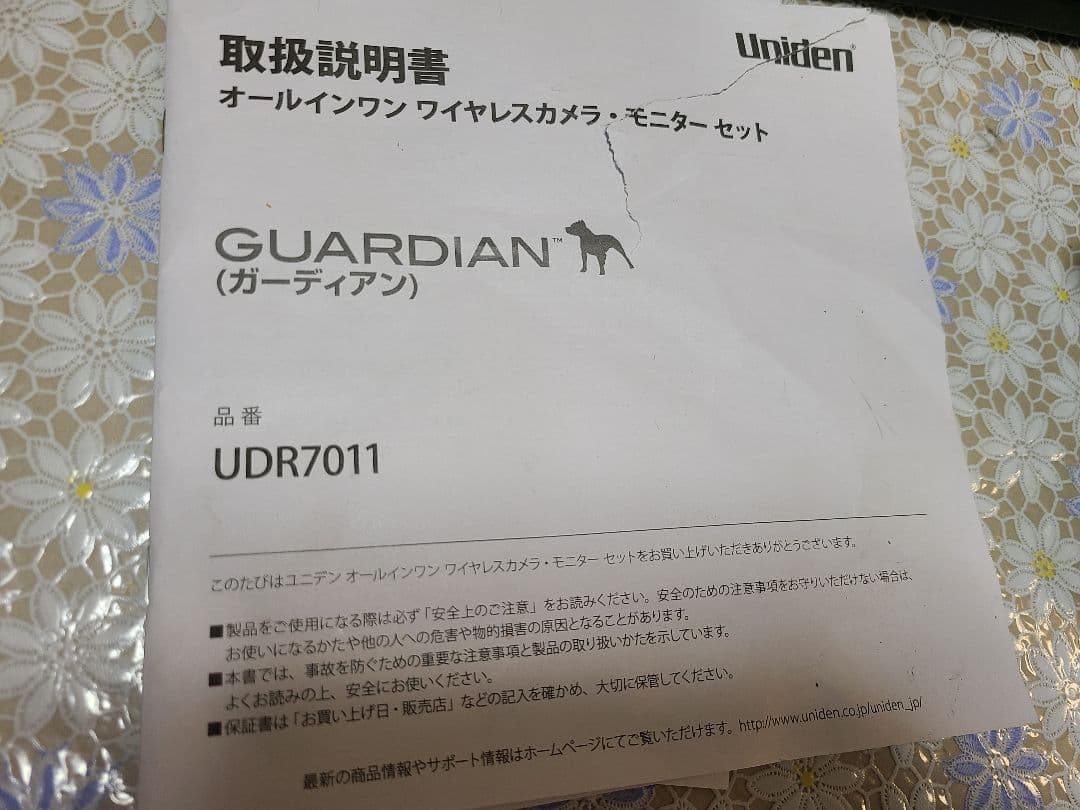 取扱説明書
Uniden®
オールインワン ワイヤレスカメラ・モニター セット
GUARDIAN™
(ガーディアン)
品番
UDR7011
このたびはユニデン オールインワン ワイヤレスカメラ・モニター セットをお買い上げいただきありがとうございます。
■製品をご使用になる際は必ず「安全上のご注意」をお読みください。安全のための注意事項をお守りいただけない場合は、
お使いになるかたや他の人への危害や物的損害の原因となることがあります。
■本書では、事故を防ぐための重要な注意事項と製品の取り扱いかたを示しています。
よくお読みの上、安全にお使いください。
■保証書は「お買い上げ日・販売店」などの記入を確かめ、大切に保管してください。
最新の商品情報やサポート情報はホームページにてご覧いただけます。http://www.uniden.co.jp/uniden_jp/